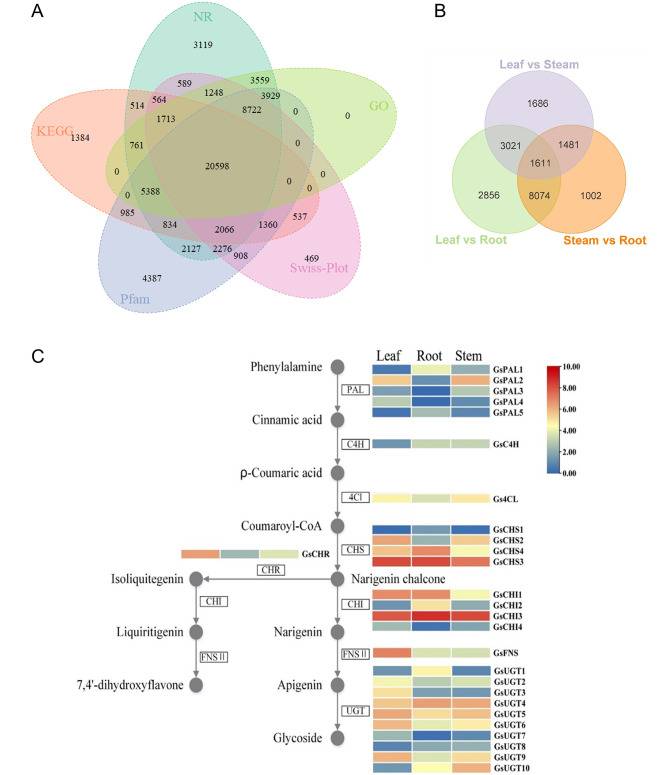 A
NR
3119
3559
589
1248
3929
514
564
8722
0
GO
0
1713
KEGG
1384
761
0
20598
0
0
0
0
5388
985
537
834
2066
1360
2127
2276
908
469
Swiss-Plot
4387
Pfam
B
Leaf vs Steam
1686
3021
1481
1611
2856
8074
1002
Leaf vs Root
Steam vs Root
C
Leaf Root Stem
Phenylalamine
GsPAL1
GsPAL2
PAL
GsPAL3
GsPAL4
GsPAL5
Cinnamic acid
C4H
GsC4H
ρ-Coumaric acid
4Cl
Gs4CL
Coumaroyl-CoA
GsCHS1
GsCHS2
CHS
GsCHS4
GsCHS3
GsCHR
CHR
Isoliquitegenin
Narigenin chalcone
CHI
CHI
GsCHI1
GsCHI2
GsCHI3
GsCHI4
Liquiritigenin
Narigenin
FNSⅡ
FNSⅡ
GsFNS
7,4'-dihydroxyflavone
Apigenin
UGT
Glycoside
GsUGT1
GsUGT2
GsUGT3
GsUGT4
GsUGT5
GsUGT6
GsUGT7
GsUGT8
GsUGT9
GsUGT10
10.00
8.00
6.00
4.00
2.00
0.00